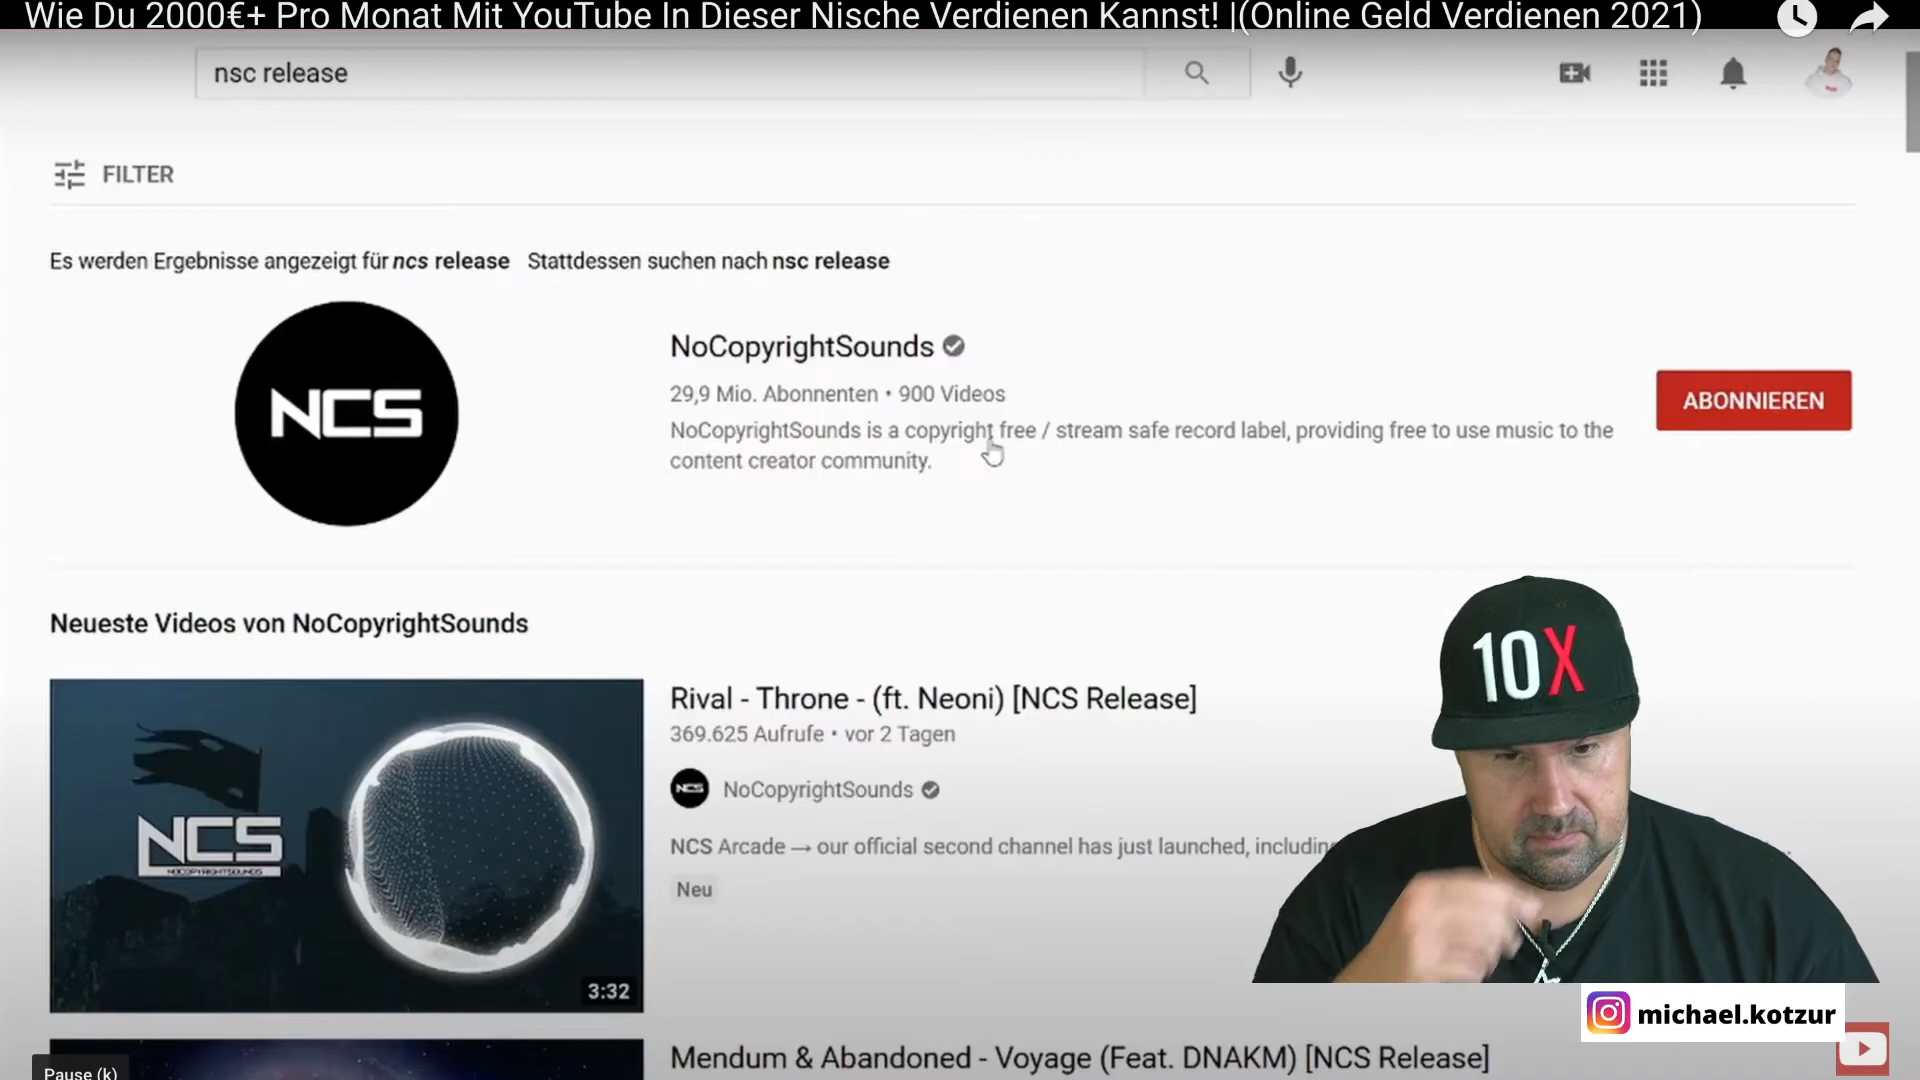 Wie Du 2000€+ Pro Monat Mit YouTube In Dieser Nische Verdienen Kannst! |(Online Geld Verdienen 2021)
nsc release
FILTER
Es werden Ergebnisse angezeigt für ncs release Stattdessen suchen nach nsc release
NCS
NoCopyrightSounds
29,9 Mio. Abonnenten • 900 Videos
NoCopyrightSounds is a copyright free / stream safe record label, providing free to use music to the
content creator community.
ABONNIEREN
Neueste Videos von NoCopyrightSounds
10X
NCS
NOCOPYRIGHTSOUNDS
3:32
Rival - Throne - (ft. Neoni) [NCS Release]
369.625 Aufrufe • vor 2 Tagen
NCS
NoCopyrightSounds
NCS Arcade → our official second channel has just launched, including
Neu
michael.kotzur
Mendum & Abandoned - Voyage (Feat. DNAKM) [NCS Release]
Pause (k)